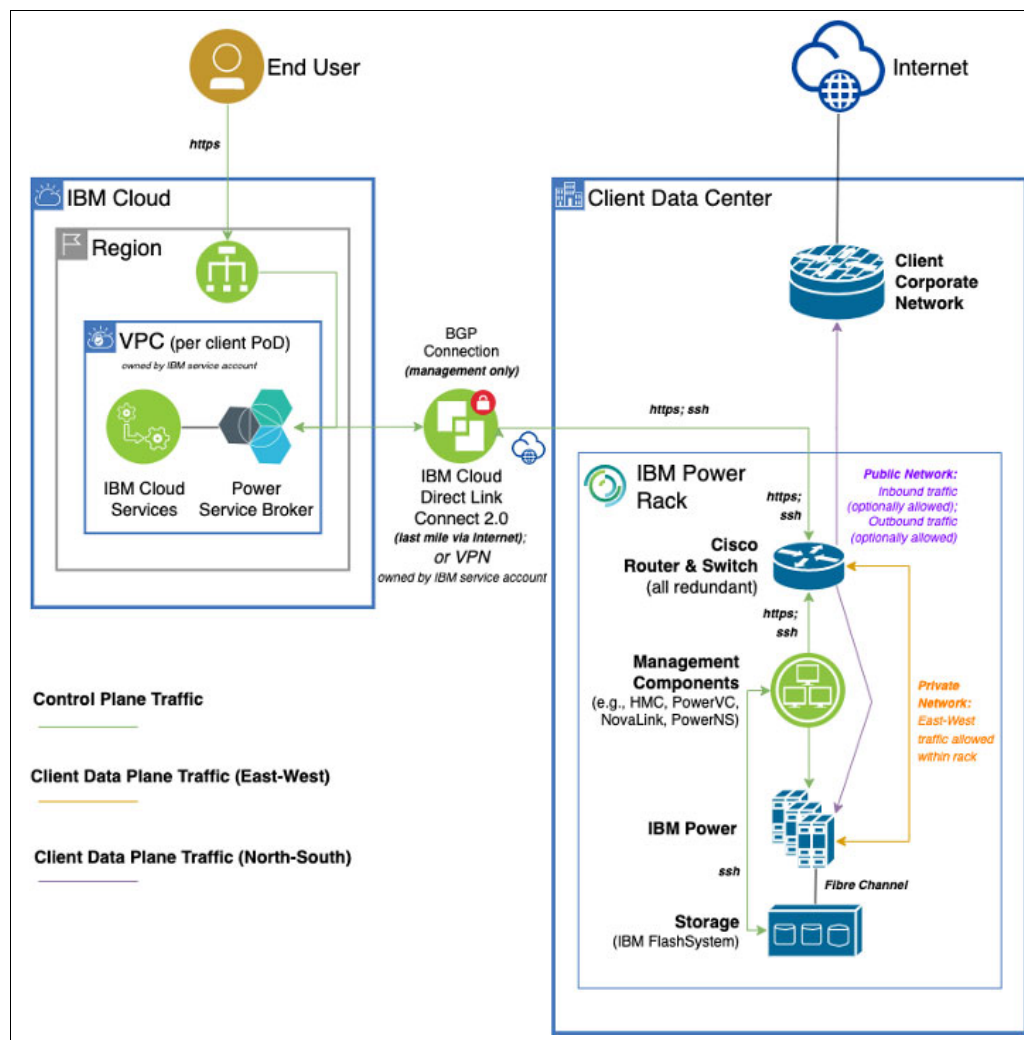 End User
Internet
https
IBM Cloud
Client Data Center
Region
Client
Corporate
Network
VPC (per client PoD)
owned by IBM service account
BGP
Connection
(management only)
https; ssh
IBM Cloud
Services
Power
Service Broker
IBM Cloud
Direct Link
Connect 2.0
(last mile via Internet);
or VPN
owned by IBM service account
IBM Power
Rack
Public Network:
Inbound traffic
(optionally allowed);
Outbound traffic
(optionally allowed)
https;
ssh
Cisco
Router & Switch
(all redundant)
https;
ssh
Management
Components
(e.g., HMC, PowerVC,
NovaLink, PowerNS)
Private
Network:
East-West
traffic allowed
within rack
IBM Power
ssh
Fibre Channel
Storage
(IBM FlashSystem)
Control Plane Traffic
Client Data Plane Traffic (East-West)
Client Data Plane Traffic (North-South)